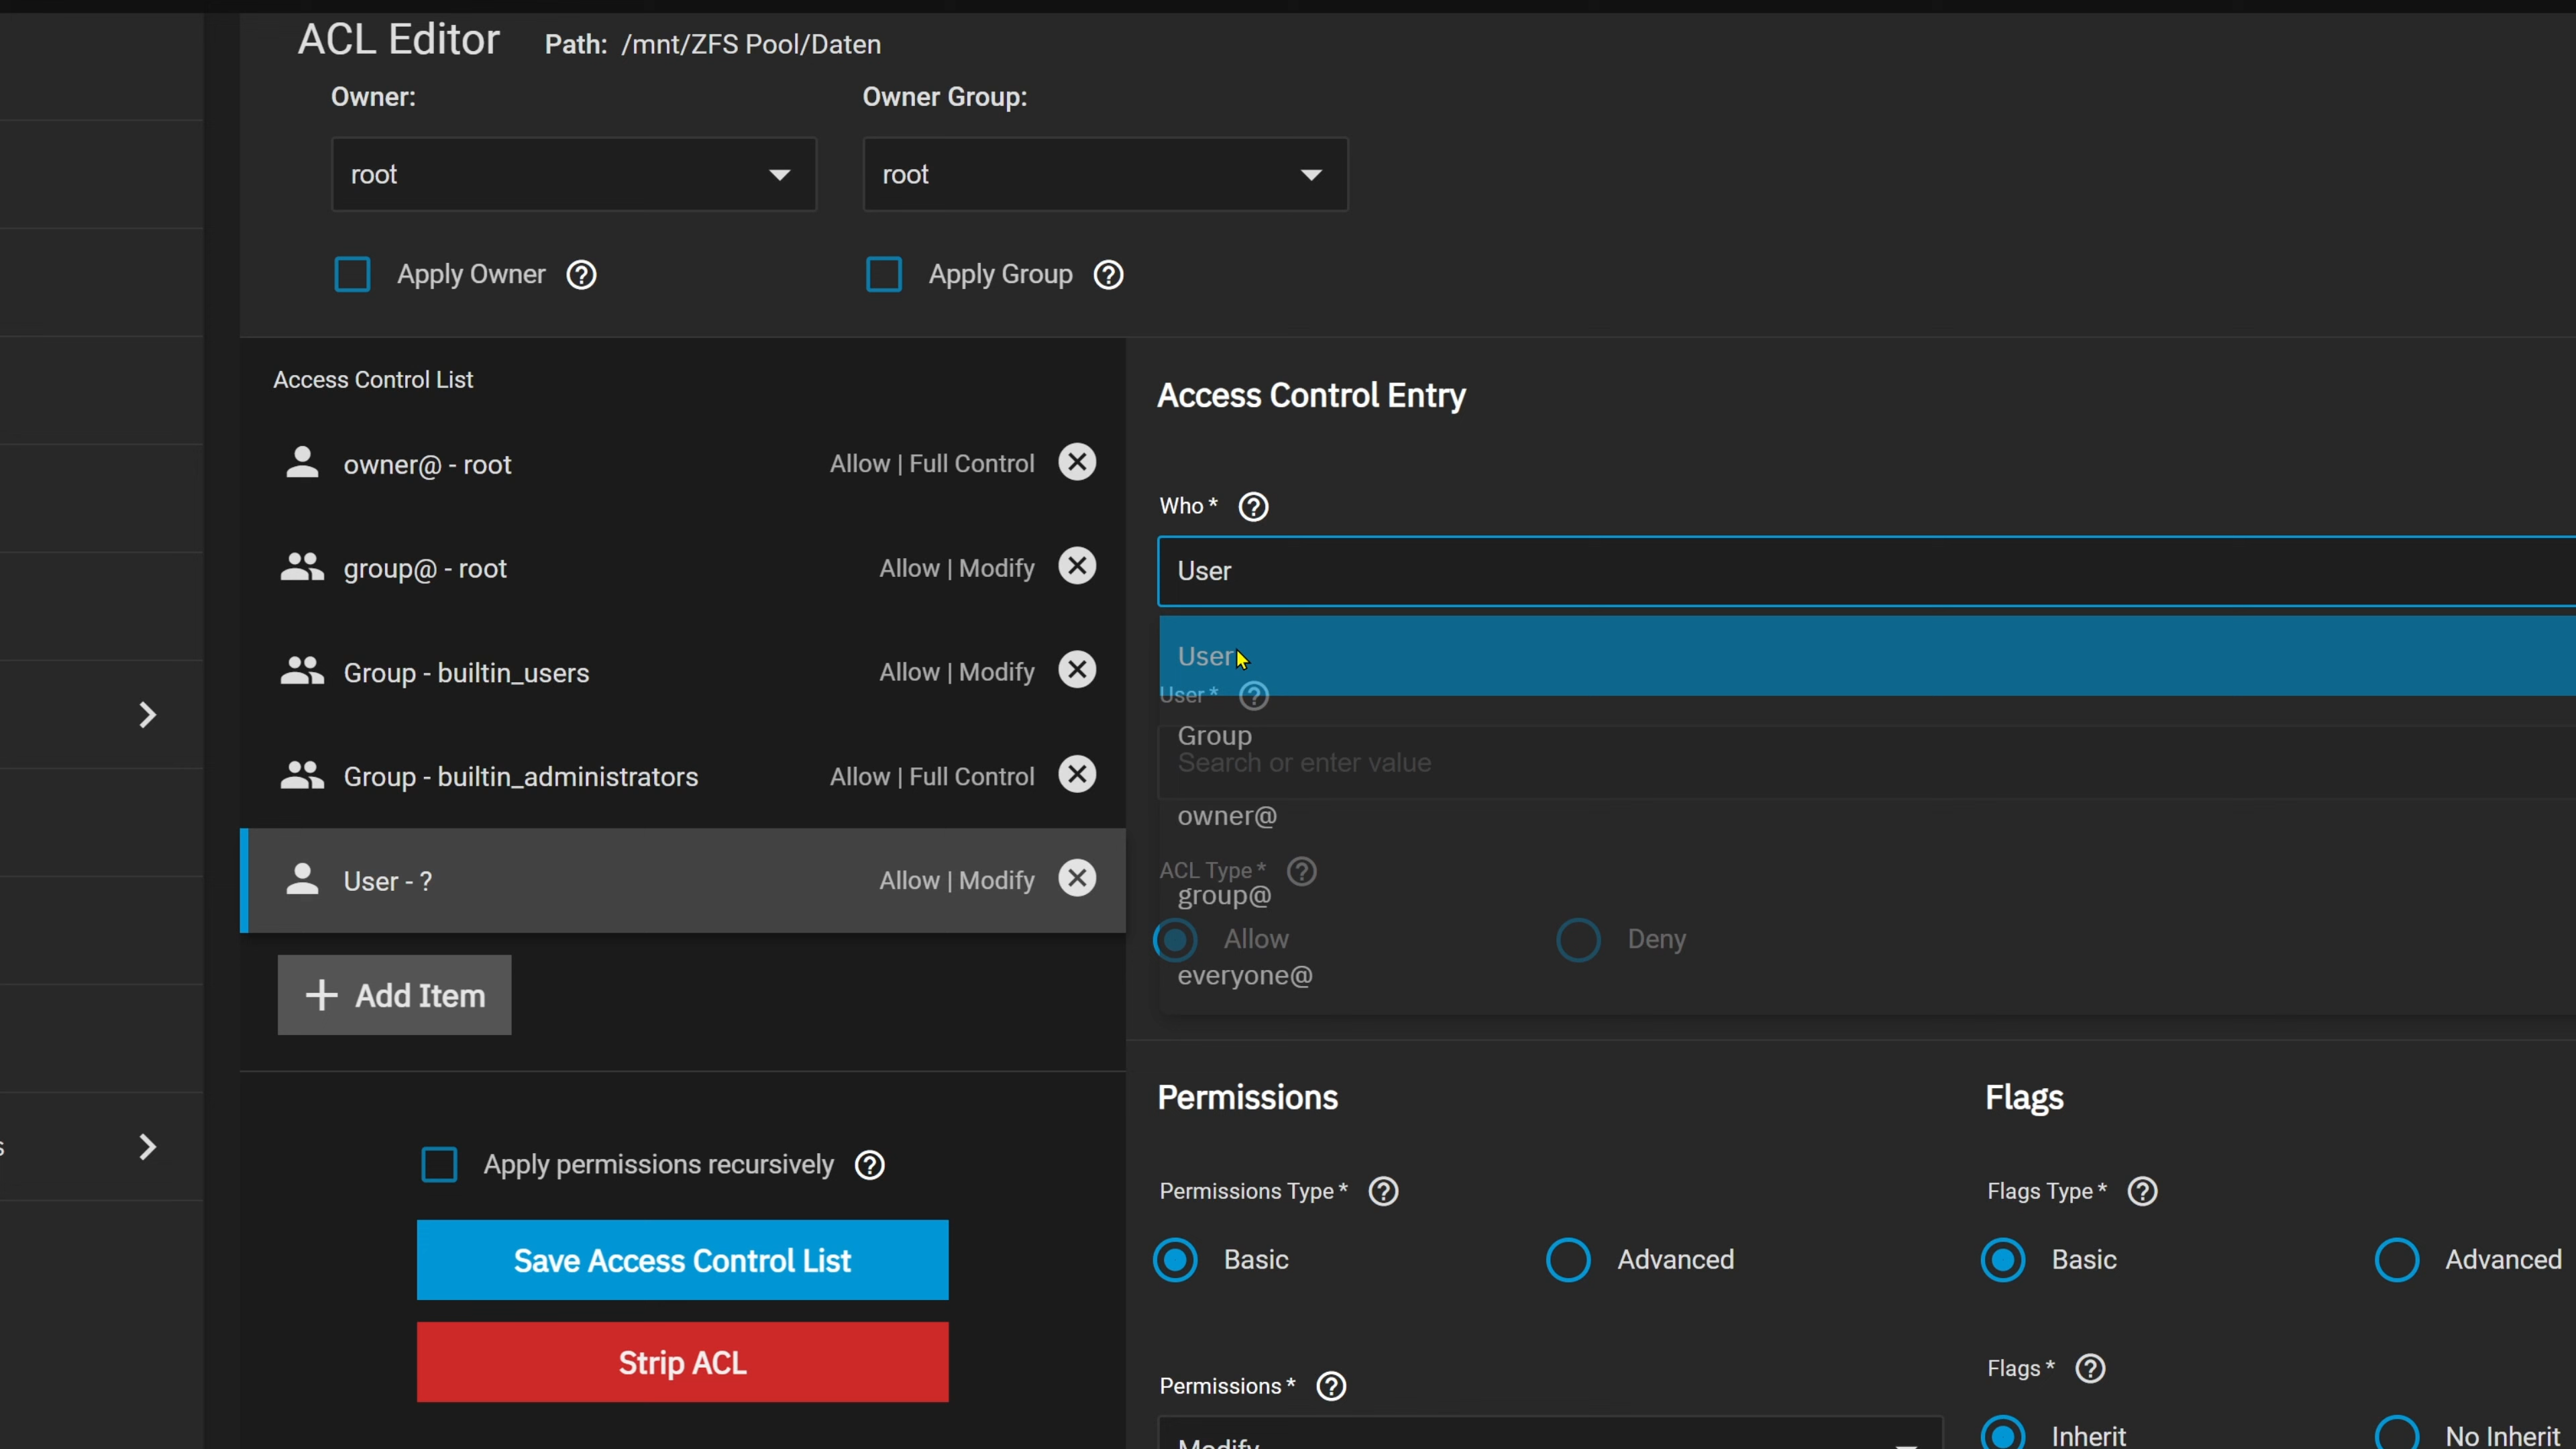 ACL Editor Path: /mnt/ZFS Pool/Daten
Owner: Owner Group:
root root
Apply Owner Apply Group
Access Control List
owner@ - root Allow | Full Control
group@ - root Allow | Modify
Group - builtin_users Allow | Modify
Group - builtin_administrators Allow | Full Control
User - ? Allow | Modify
+ Add Item
Apply permissions recursively
Save Access Control List
Strip ACL
s
Access Control Entry
Who *
User
User
User *
Group
Search or enter value
owner@
ACL Type *
group@
Allow Deny
everyone@
Permissions Flags
Permissions Type * Flags Type *
Basic Advanced Basic Advanced
Permissions * Flags *
Modify Inherit No Inherit